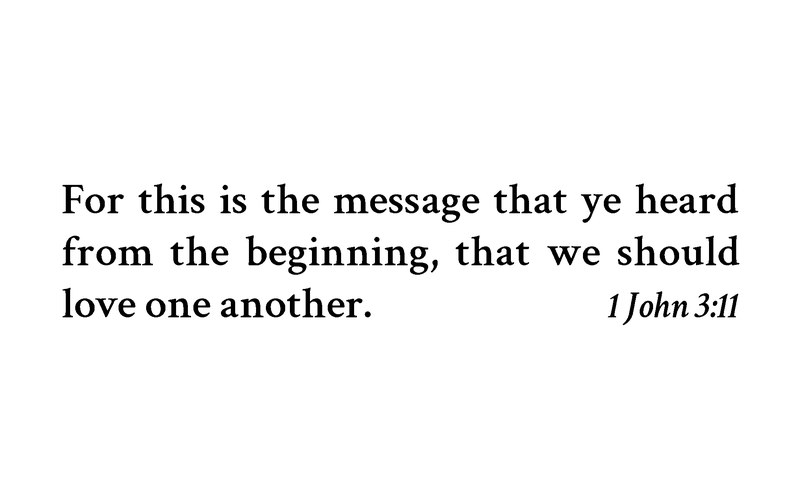 For this is the message that ye heard
from the beginning, that we should
love one another. 1 John 3:11